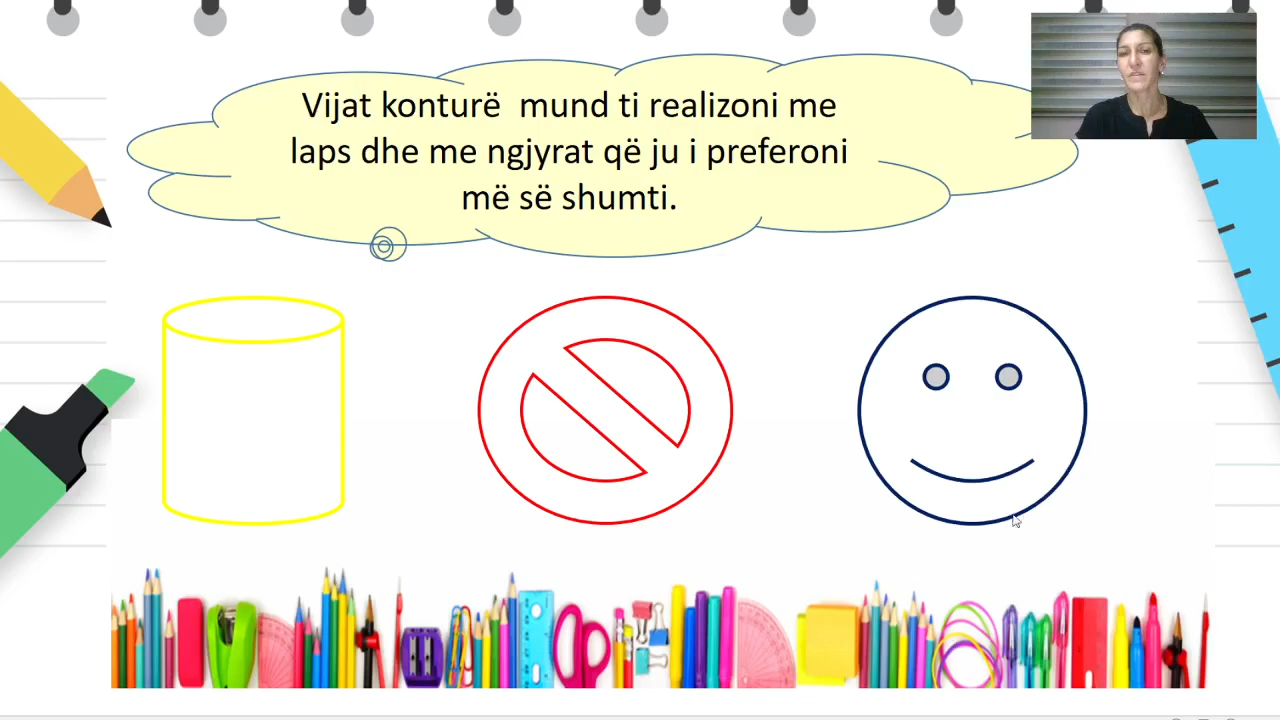 Vijat konturë  mund ti realizoni me
laps dhe me ngjyrat që ju i preferoni
më së shumti.